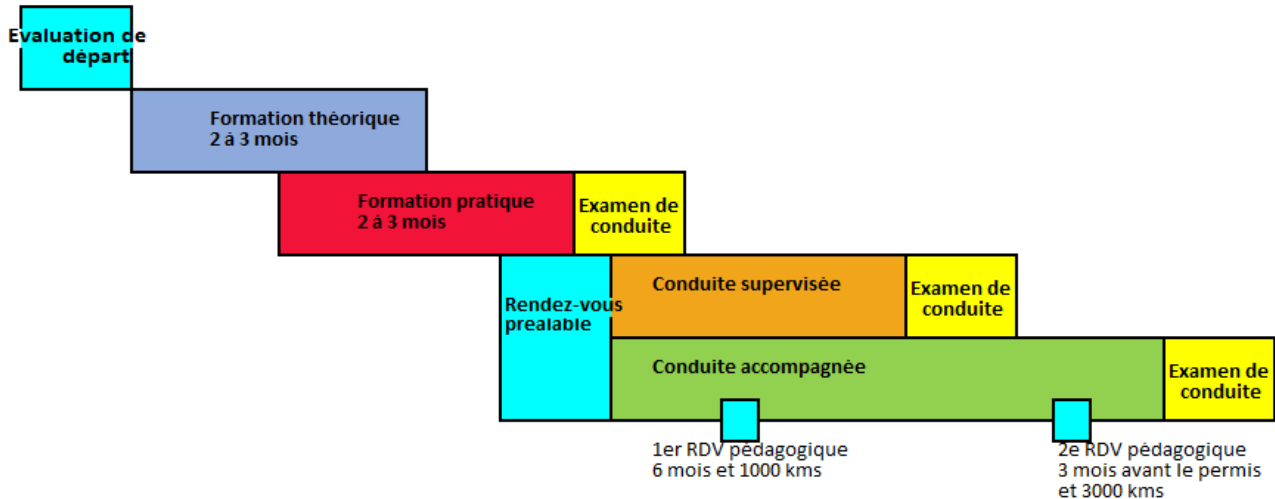 Evaluation de
départ
Formation théorique
2 à 3 mois
Formation pratique
2 à 3 mois
Examen de
conduite
Rendez-vous
prealable
Conduite supervisée
Examen de
conduite
Conduite accompagnée
Examen de
conduite
1er RDV pédagogique
6 mois et 1000 kms
2e RDV pédagogique
3 mois avant le permis
et 3000 kms